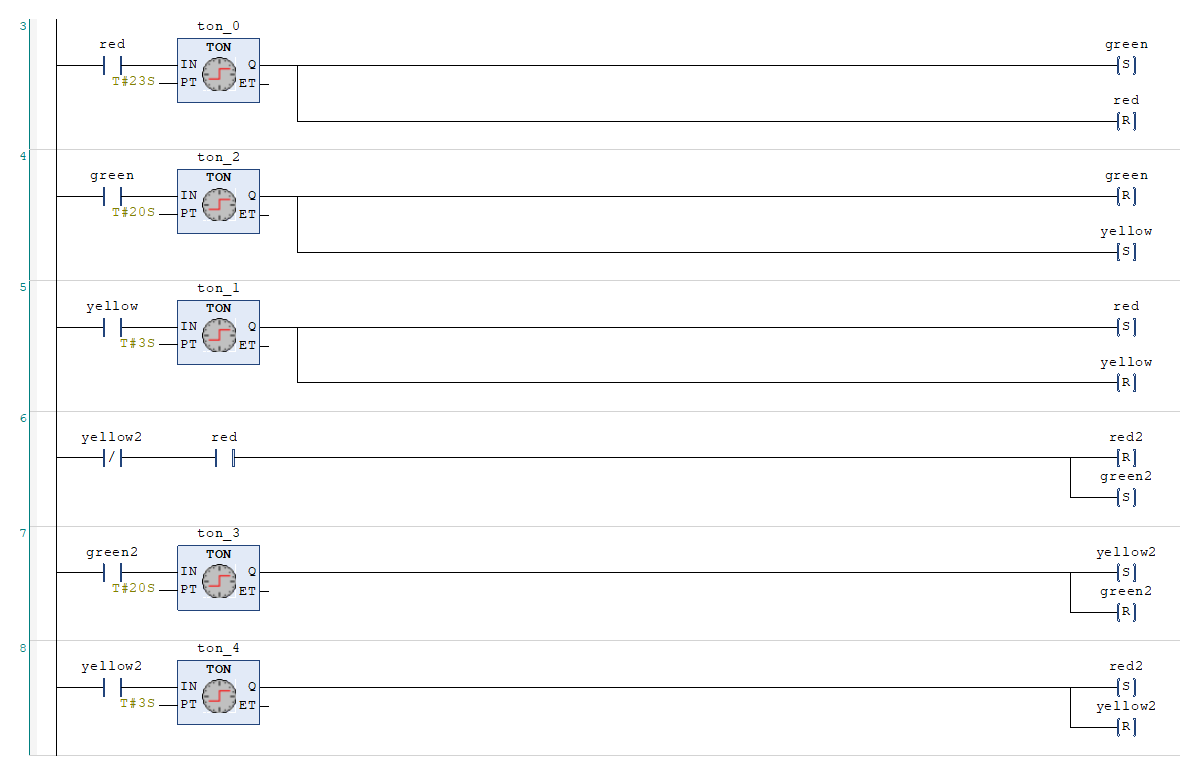 3
ton_0
red
TON
green
IN Q
S
T#23S
PT ET
red
R
4
ton_2
green
TON
green
IN Q
R
T#20S
PT ET
yellow
S
5
ton_1
yellow
TON
red
IN Q
S
T#3S
PT ET
yellow
R
6
yellow2 red red2
/
R
green2
S
7
ton_3
green2
TON
yellow2
IN Q
S
T#20S
PT ET
green2
R
8
ton_4
yellow2
TON
red2
IN Q
S
T#3S
PT ET
yellow2
R